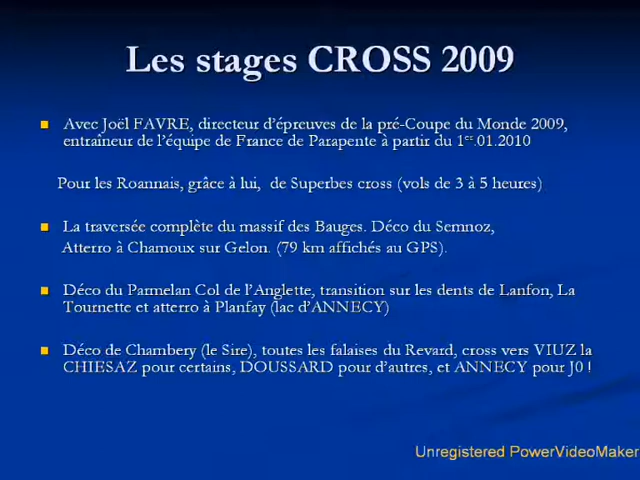 Les stages CROSS 2009
Avec Joël FAVRE, directeur d'épreuves de la pré-Coupe du Monde 2009,
entraîneur de l'équipe de France de Parapente à partir du 1er.01.2010
Pour les Roannais, grâce à lui, de Superbes cross (vols de 3 à 5 heures)
La traversée complète du massif des Bauges. Déco du Semnoz,
Atterro à Chamoux sur Gelon. (79 km affichés au GPS).
Déco du Parmelan Col de l'Anglette, transition sur les dents de Lanfon, La
Tournette et atterro à Planfay (lac d'ANNECY)
Déco de Chambery (le Sire), toutes les falaises du Revard, cross vers VIUZ la
CHIESAZ pour certains, DOUSSARD pour d'autres, et ANNECY pour J0 !
Unregistered PowerVideoMaker